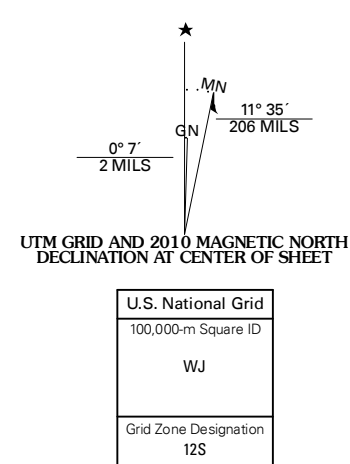 MN
GN
11° 35´
206 MILS
0° 7´
2 MILS
UTM GRID AND 2010 MAGNETIC NORTH
DECLINATION AT CENTER OF SHEET
U.S. National Grid
100,000-m Square ID
WJ
Grid Zone Designation
12S